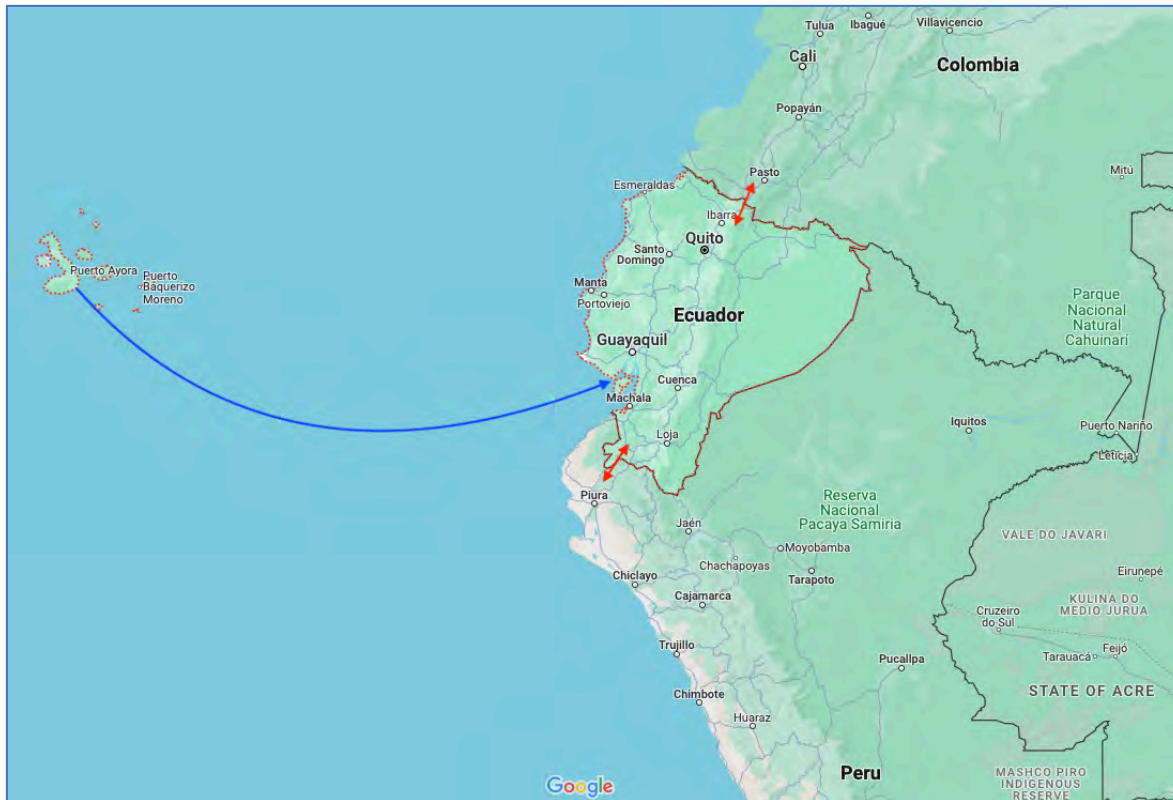 Tulua
Ibagué
Villavicencio
Cali
Colombia
Popayán
Pasto
Mitú
Esmeraldas
Ibarra
Quito
Santo
Domingo
Puerto Ayora
Puerto
Baquerizo
Moreno
Manta
Portoviejo
Ecuador
Parque
Nacional
Natural
Cahuinarí
Guayaquil
Cuenca
Machala
Iquitos
Puerto Nariño
Loja
Leticia
Piura
Reserva
Nacional
Pacaya Samiria
Jaén
VALE DO JAVARI
Moyobamba
Chachapoyas
Tarapoto
Eirunepé
Chiclayo
Cajamarca
KULINA DO
MEDIO JURUA
Cruzeiro
do Sul
Trujillo
Tarauacá
Feijó
Pucallpa
Chimbote
STATE OF ACRE
Huaraz
Peru
MASHCO PIRO
INDIGENOUS
RESERVE
Google